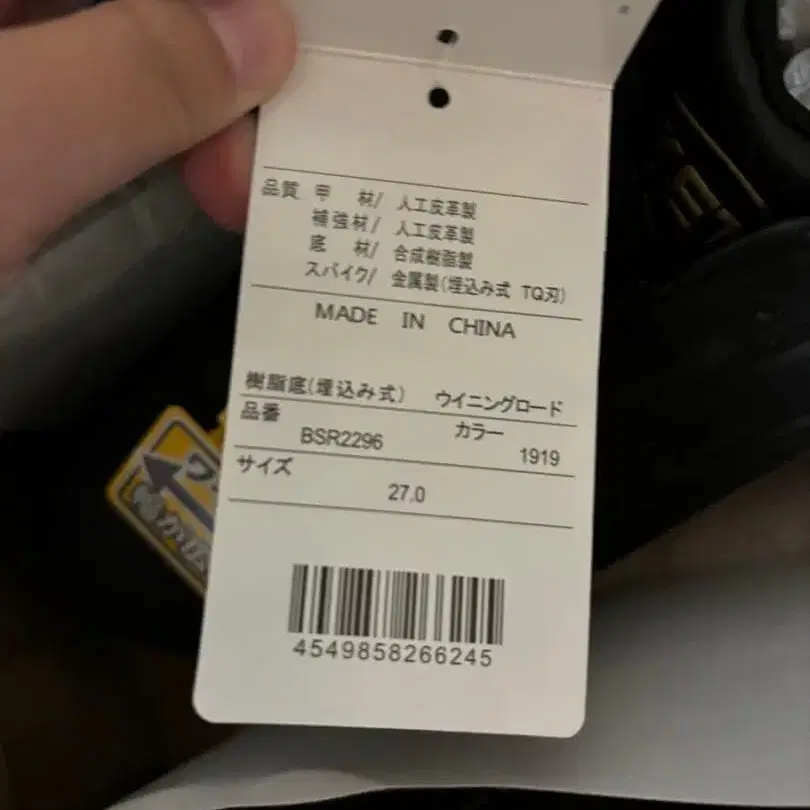 品質 甲 材/ 人工皮革製
補強材/ 人工皮革製
底 材/ 合成樹脂製
スパイク/ 金属製(埋込み式 TQ刃)
MADE IN CHINA
樹脂底(埋込み式) ウイニングロード
品番 BSR2296 カラー 1919
サイズ 27.0
4549858266245